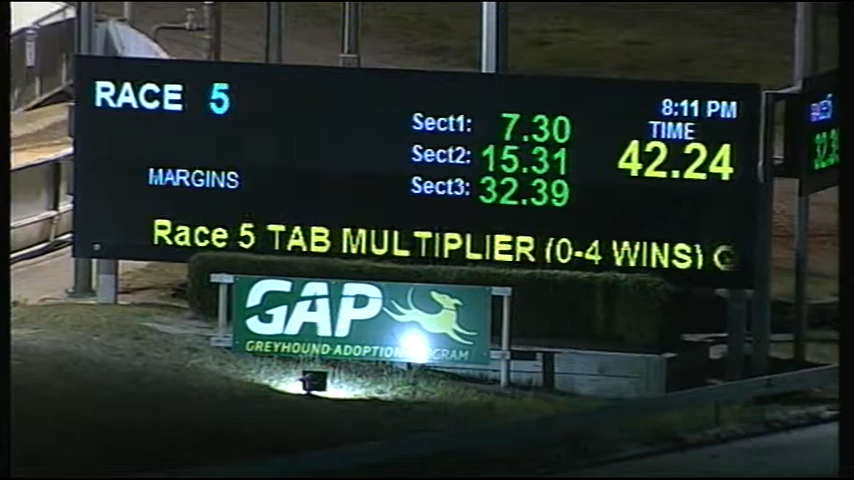 RACE 5
8:11 PM
Sect1: 7.30
TIME
Sect2: 15.31
42.24
MARGINS
Sect3: 32.39
Race 5 TAB MULTIPLIER (0-4 WINS) G
GAP
GREYHOUND ADOPTION PROGRAM